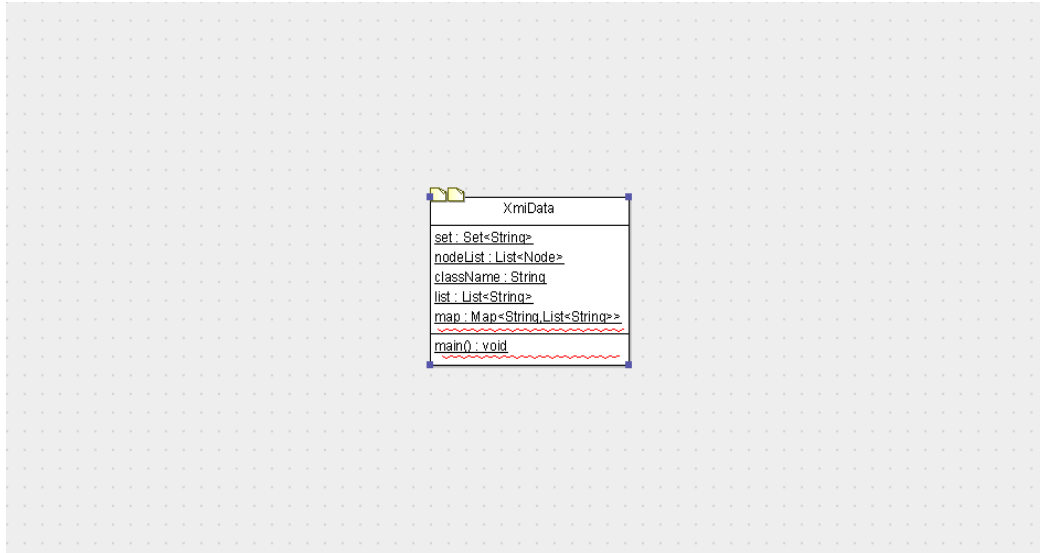 XmiData
set : Set<String>
nodeList : List<Node>
className : String
list : List<String>
map : Map<String,List<String>>
main() : void